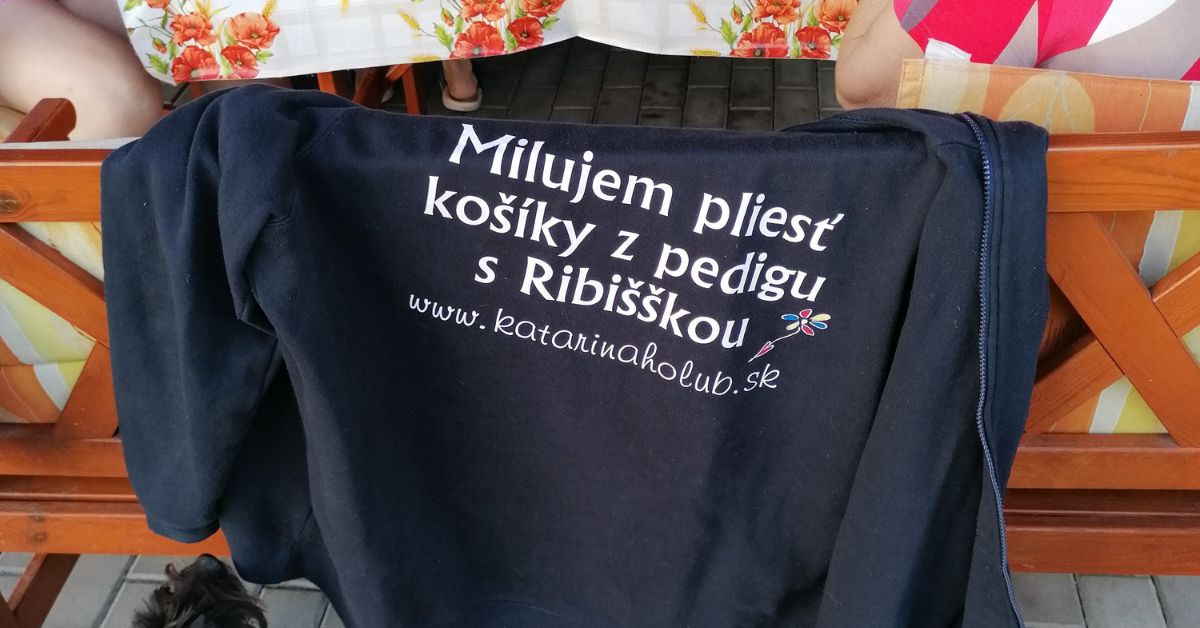 Milujem pliesť
košíky z pedigu
s Ribišškou
www.katarinaholub.sk